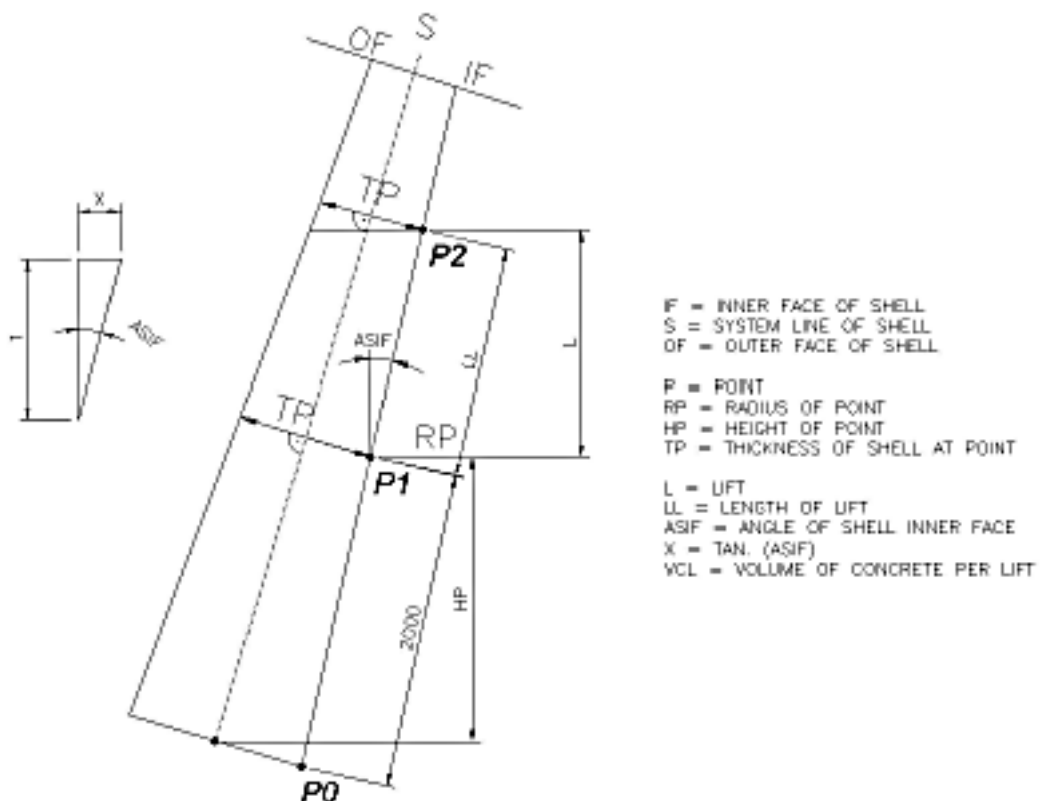 OF
S
IF
X
TP
P2
1
ASIF
ASIF
LL
L
TP
RP
P1
HP
2000
P0
IF = INNER FACE OF SHELL
S = SYSTEM LINE OF SHELL
OF = OUTER FACE OF SHELL
P = POINT
RP = RADIUS OF POINT
HP = HEIGHT OF POINT
TP = THICKNESS OF SHELL AT POINT
L = LIFT
LL = LENGTH OF LIFT
ASIF = ANGLE OF SHELL INNER FACE
X = TAN. (ASIF)
VCL = VOLUME OF CONCRETE PER LIFT